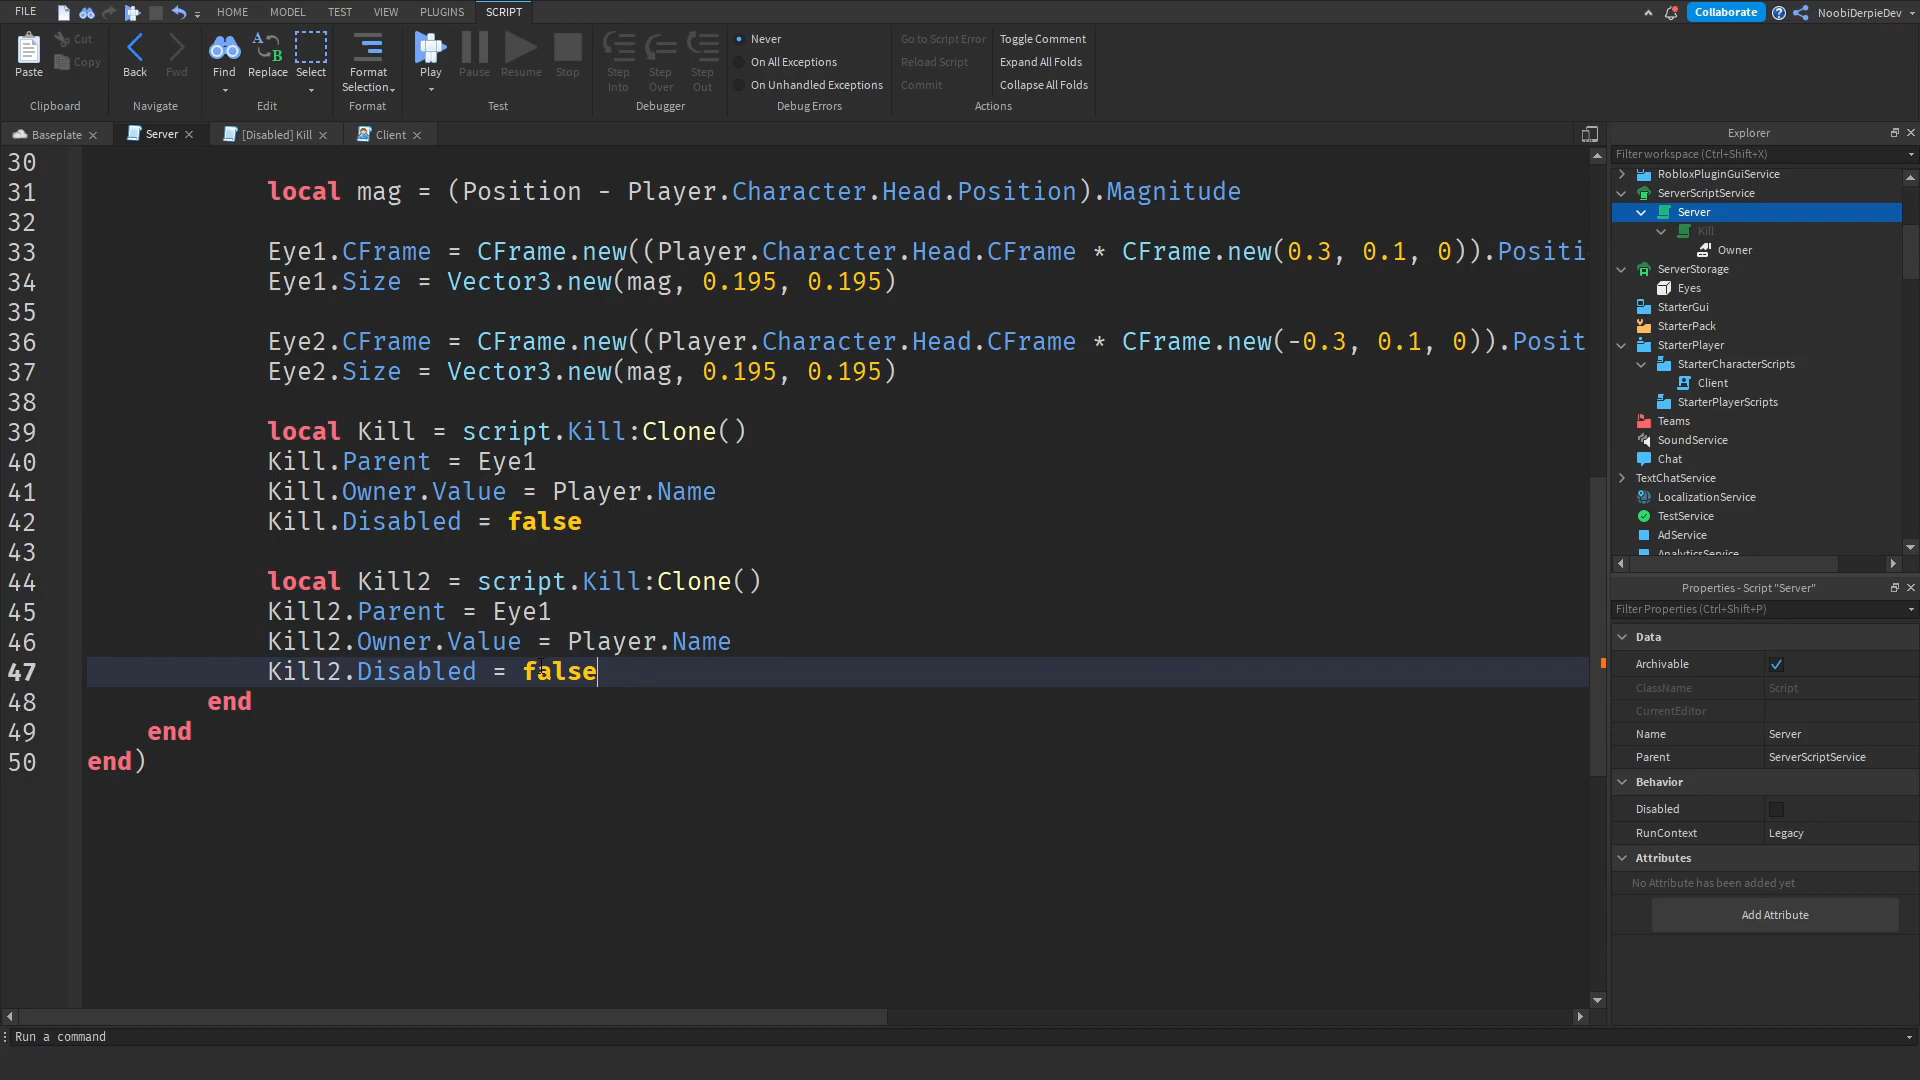 FILE
HOME
MODEL
TEST
VIEW
PLUGINS
SCRIPT
Collaborate
NoobiDerpieDev
Paste
Cut
Copy
Clipboard
Back
Fwd
Navigate
Find
Replace
Select
Edit
Format
Selection
Format
Play
Pause
Resume
Stop
Test
Step
Into
Step
Over
Step
Out
Debugger
Never
On All Exceptions
On Unhandled Exceptions
Debug Errors
Go to Script Error
Reload Script
Commit
Toggle Comment
Expand All Folds
Collapse All Folds
Actions
Baseplate
Server
[Disabled] Kill
Client
30
31 local mag = (Position - Player.Character.Head.Position).Magnitude
32
33 Eye1.CFrame = CFrame.new((Player.Character.Head.CFrame * CFrame.new(0.3, 0.1, 0)).Positi
34 Eye1.Size = Vector3.new(mag, 0.195, 0.195)
35
36 Eye2.CFrame = CFrame.new((Player.Character.Head.CFrame * CFrame.new(-0.3, 0.1, 0)).Posit
37 Eye2.Size = Vector3.new(mag, 0.195, 0.195)
38
39 local Kill = script.Kill:Clone()
40 Kill.Parent = Eye1
41 Kill.Owner.Value = Player.Name
42 Kill.Disabled = false
43
44 local Kill2 = script.Kill:Clone()
45 Kill2.Parent = Eye1
46 Kill2.Owner.Value = Player.Name
47 Kill2.Disabled = false
48 end
49 end
50 end)
Run a command
Explorer
Filter workspace (Ctrl+Shift+X)
RobloxPluginGuiService
ServerScriptService
Server
Kill
Owner
ServerStorage
Eyes
StarterGui
StarterPack
StarterPlayer
StarterCharacterScripts
Client
StarterPlayerScripts
Teams
SoundService
Chat
TextChatService
LocalizationService
TestService
AdService
AnalyticsService
Properties - Script "Server"
Filter Properties (Ctrl+Shift+P)
Data
Archivable
ClassName Script
CurrentEditor
Name Server
Parent ServerScriptService
Behavior
Disabled
RunContext Legacy
Attributes
No Attribute has been added yet
Add Attribute